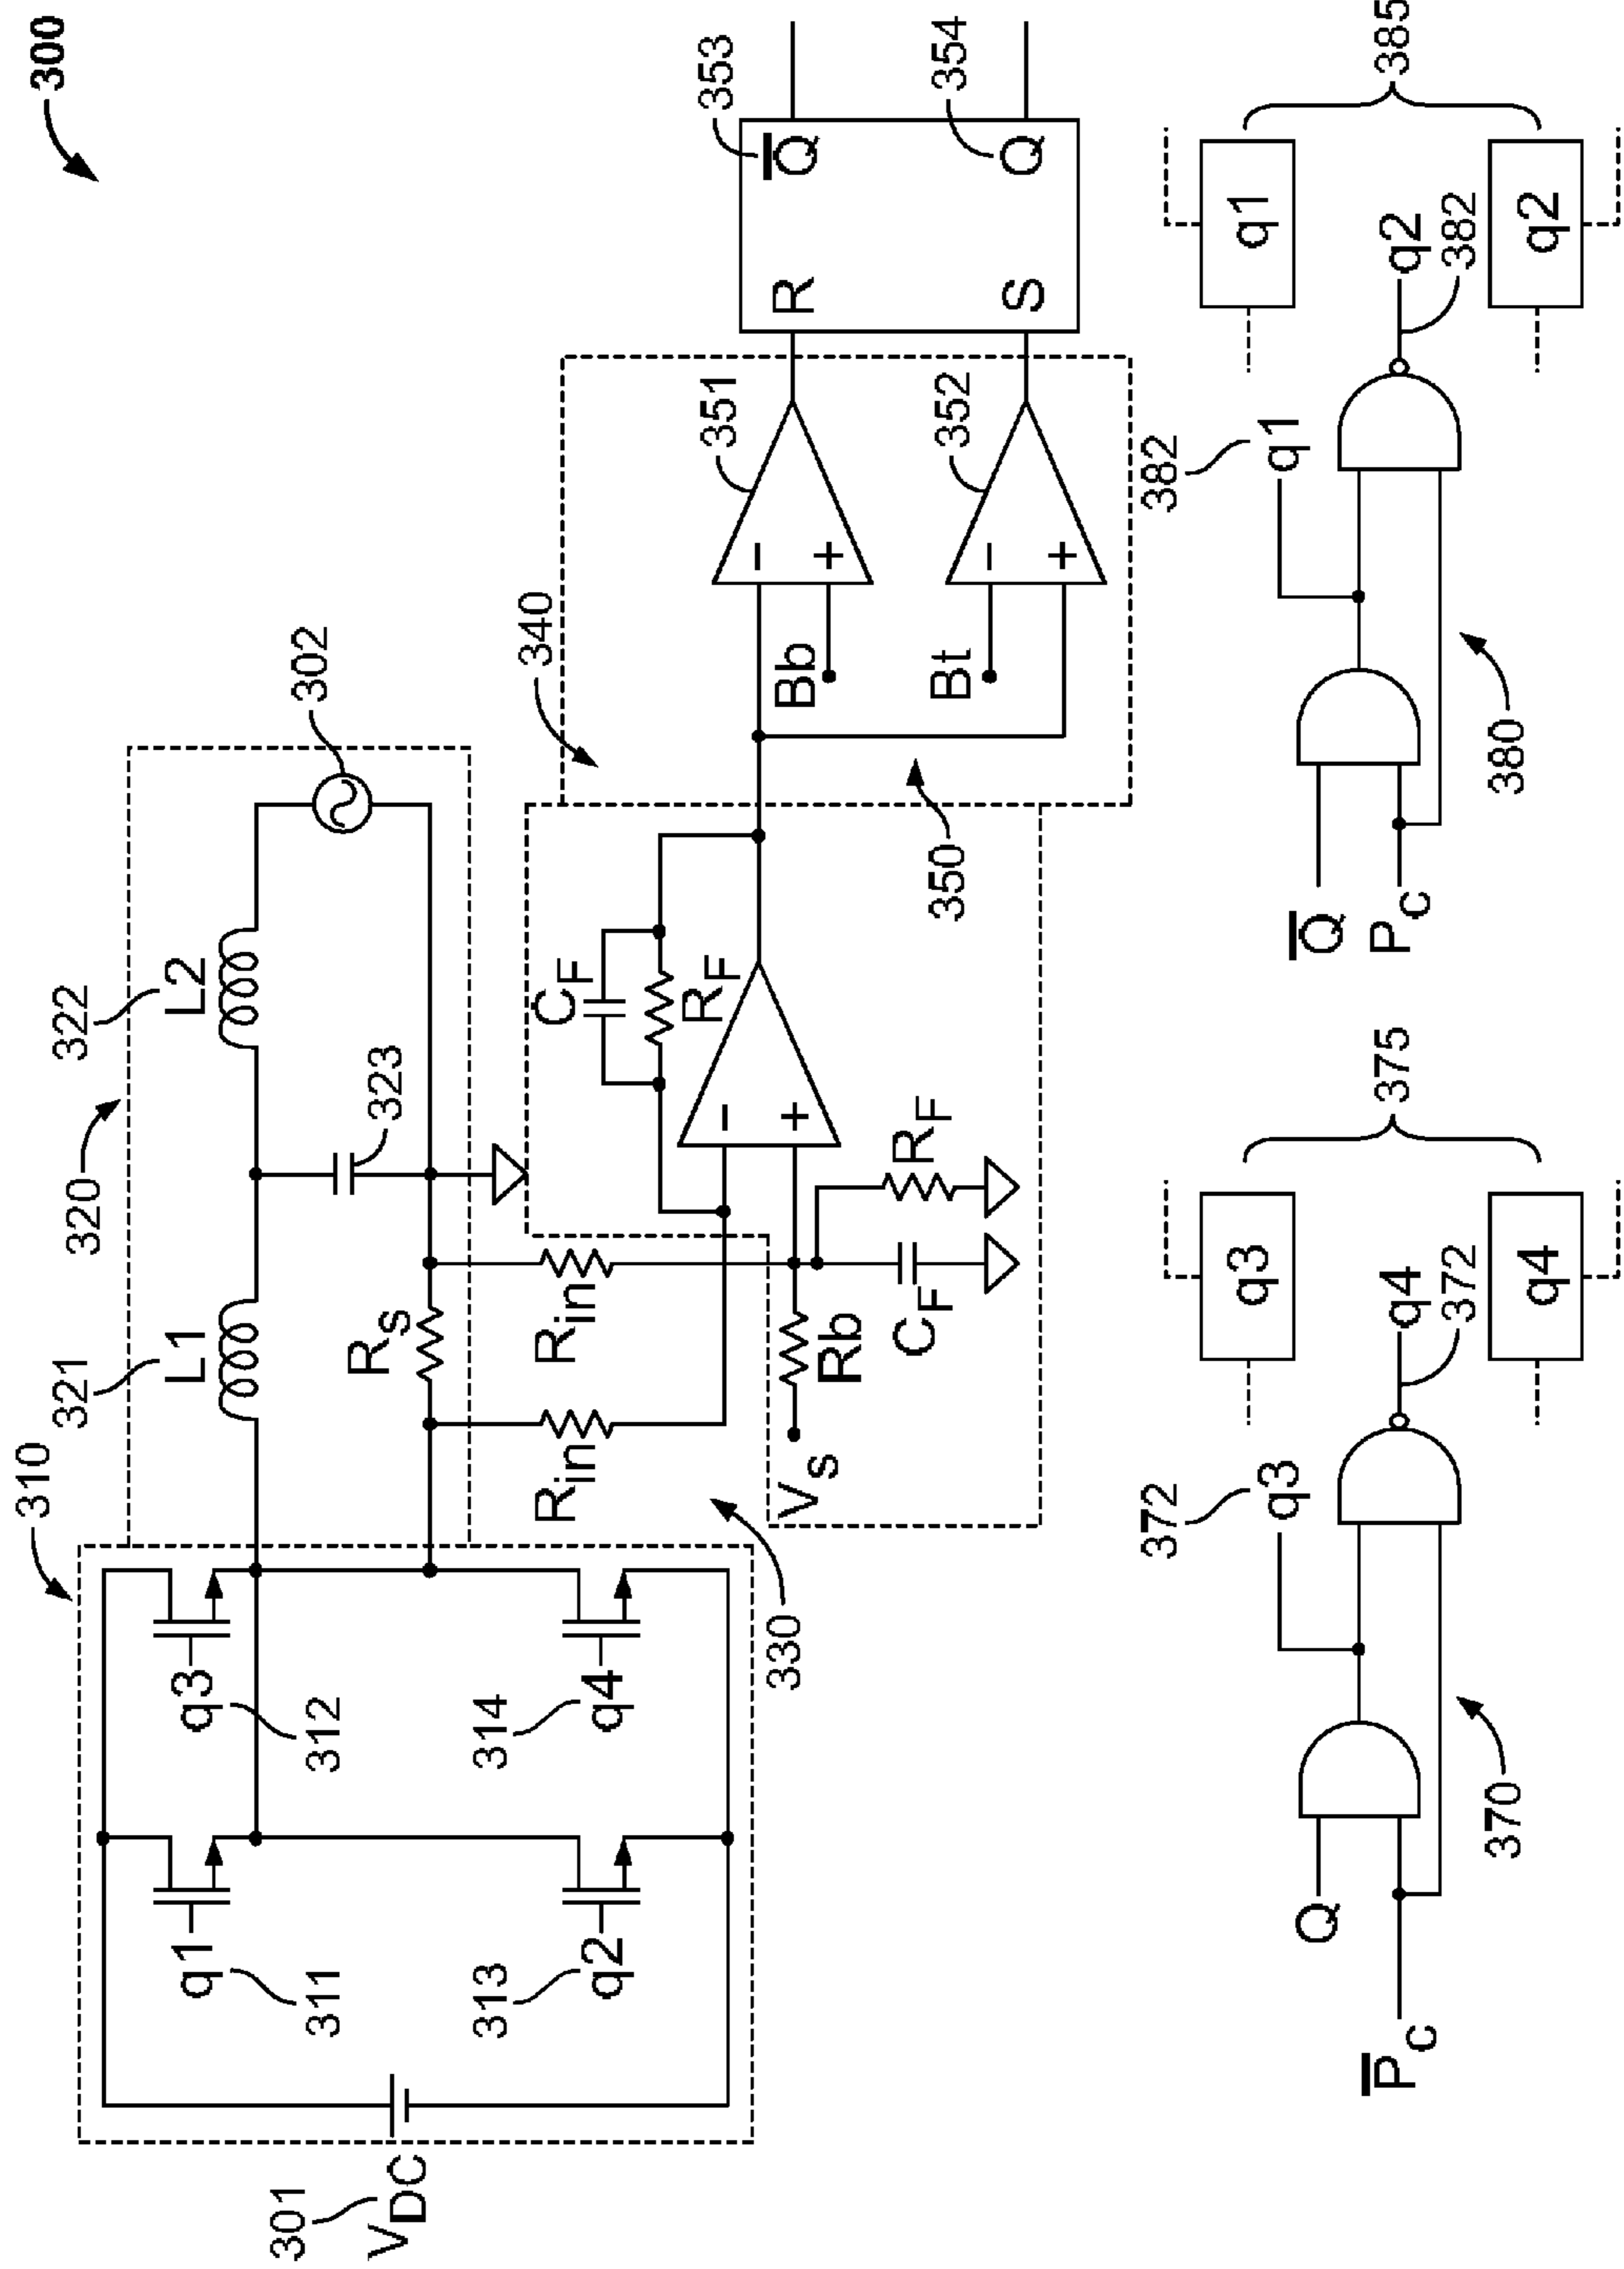 300
310
321
L1
322
L2
320
302
323
301
VDC
q1
311
q3
312
q2
313
q4
314
Rs
Rin
Rin
330
340
CF
RF
Vs
Rb
CF
RF
350
Bb
Bt
−
+
−
+
−
+
351
352
R
S
Q̅
Q
353
354
Q
P̅C
370
q3
372
q4
372
q3
q4
375
Q̅
PC
380
q1
382
q2
382
q1
q2
385